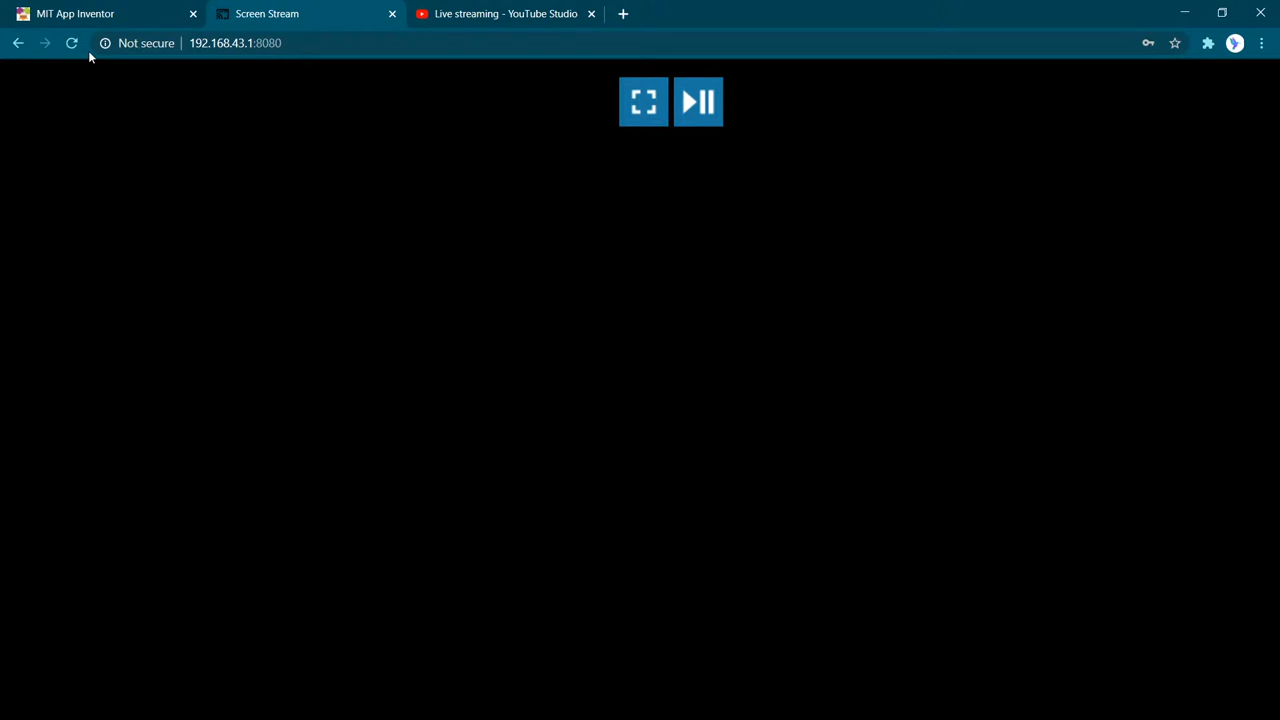 MIT App Inventor
Screen Stream
Live streaming - YouTube Studio
Not secure
192.168.43.1:8080